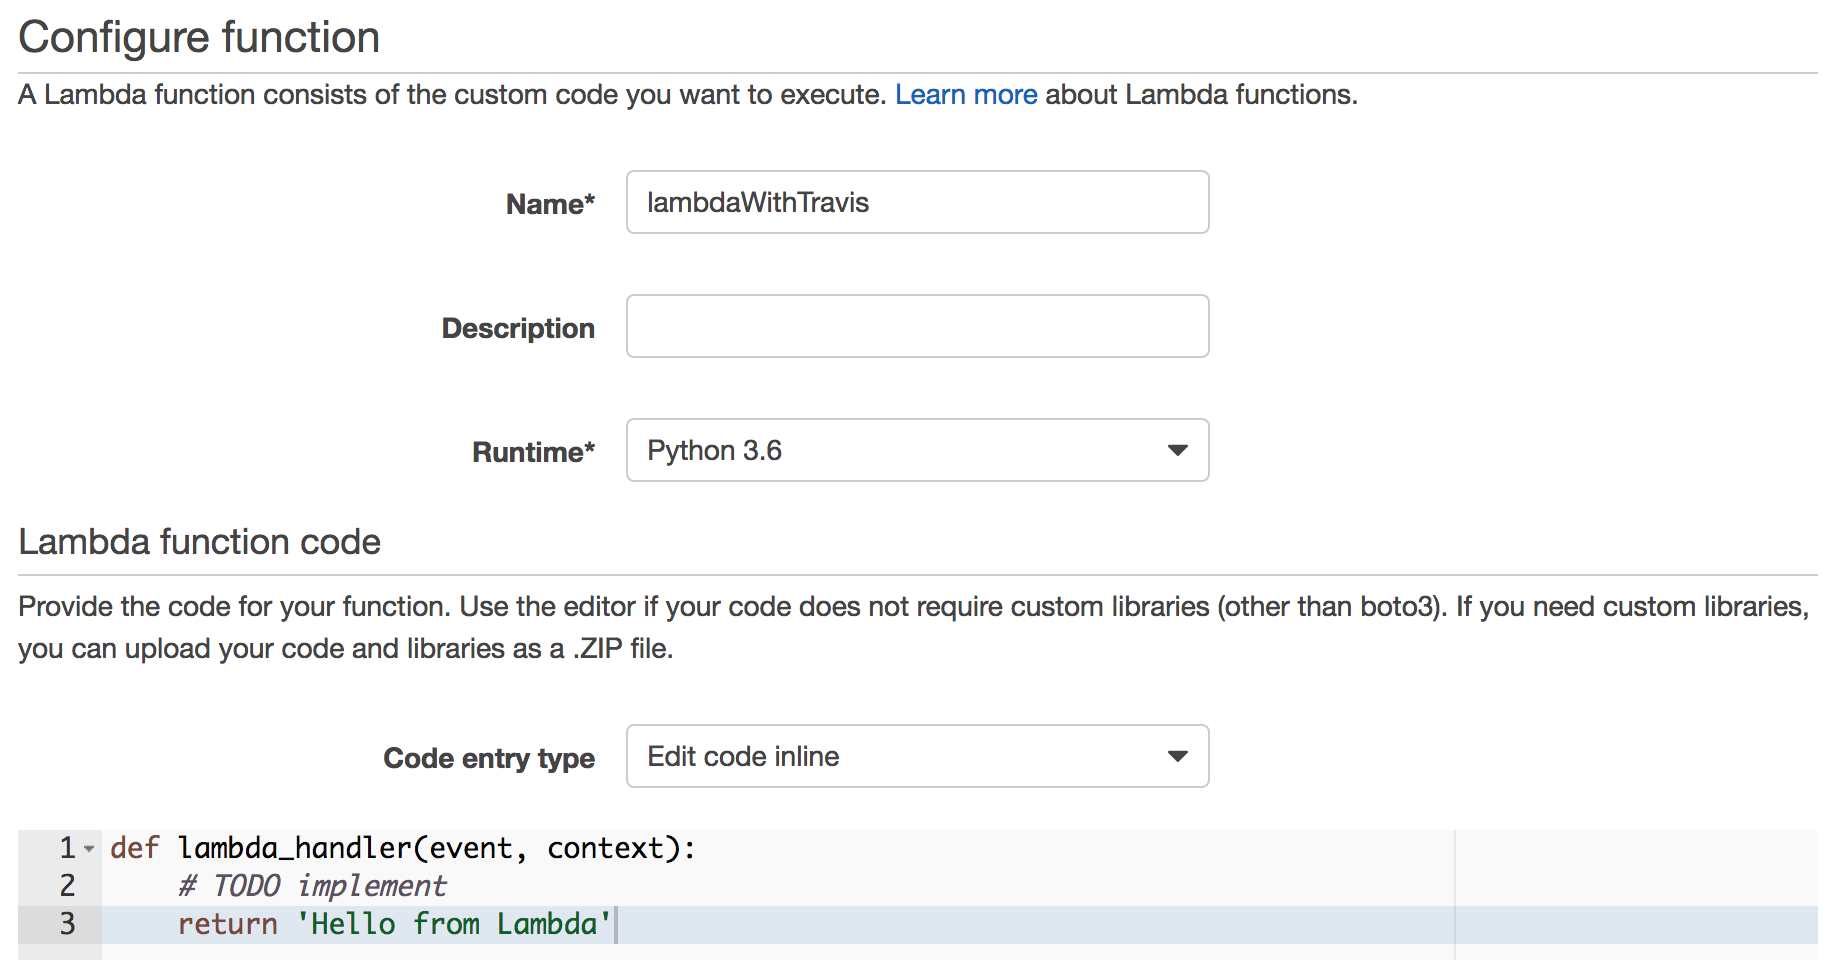 Configure function
A Lambda function consists of the custom code you want to execute. Learn more about Lambda functions.
Name* lambdaWithTravis
Description
Runtime* Python 3.6
Lambda function code
Provide the code for your function. Use the editor if your code does not require custom libraries (other than boto3). If you need custom libraries,
you can upload your code and libraries as a .ZIP file.
Code entry type Edit code inline
1 def lambda_handler(event, context):
2     # TODO implement
3     return 'Hello from Lambda'